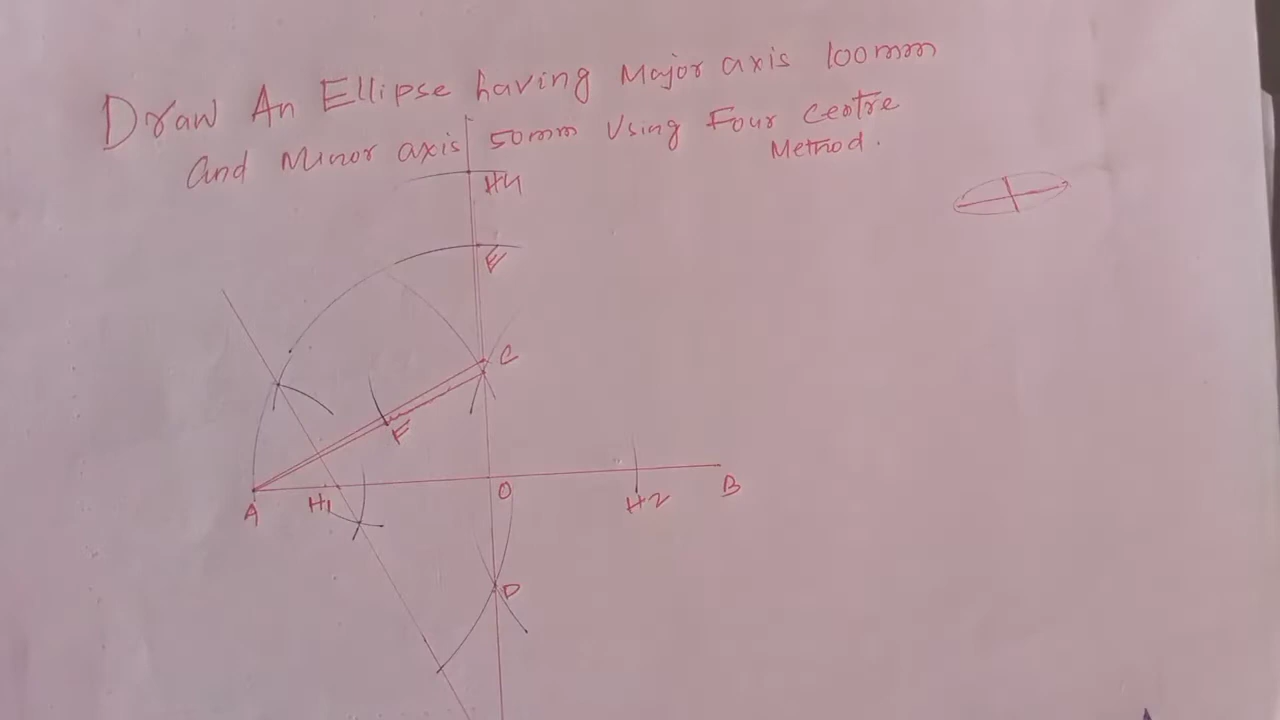 Draw An Ellipse having Major axis 100mm
and Minor axis 50mm Using Four Centre
Method.
H4
E
C
F
A
H1
O
H2
B
D